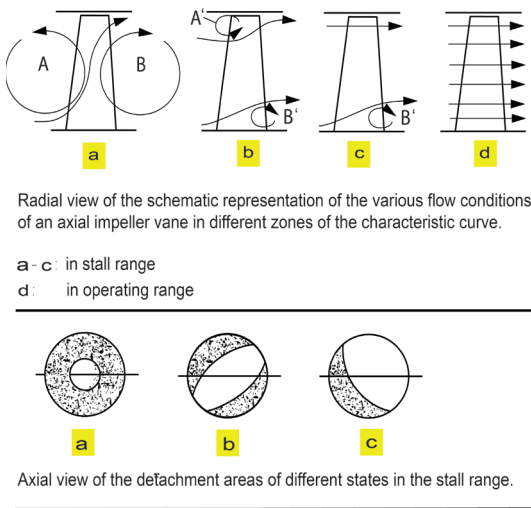 A B A' B' B'
a b c d
Radial view of the schematic representation of the various flow conditions
of an axial impeller vane in different zones of the characteristic curve.
a-c: in stall range
d: in operating range
a b c
Axial view of the detachment areas of different states in the stall range.